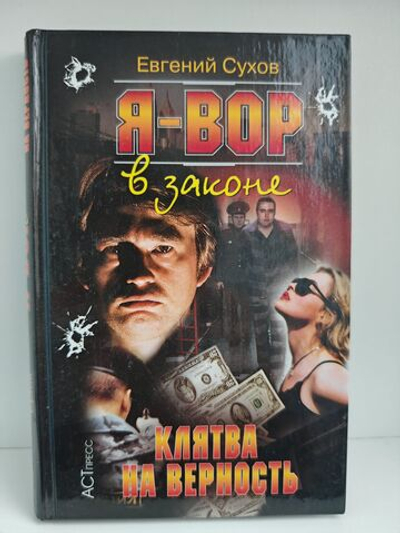 Евгений Сухов
Я-ВОР
в законе
КЛЯТВА
НА ВЕРНОСТЬ
АСТПРЕСС